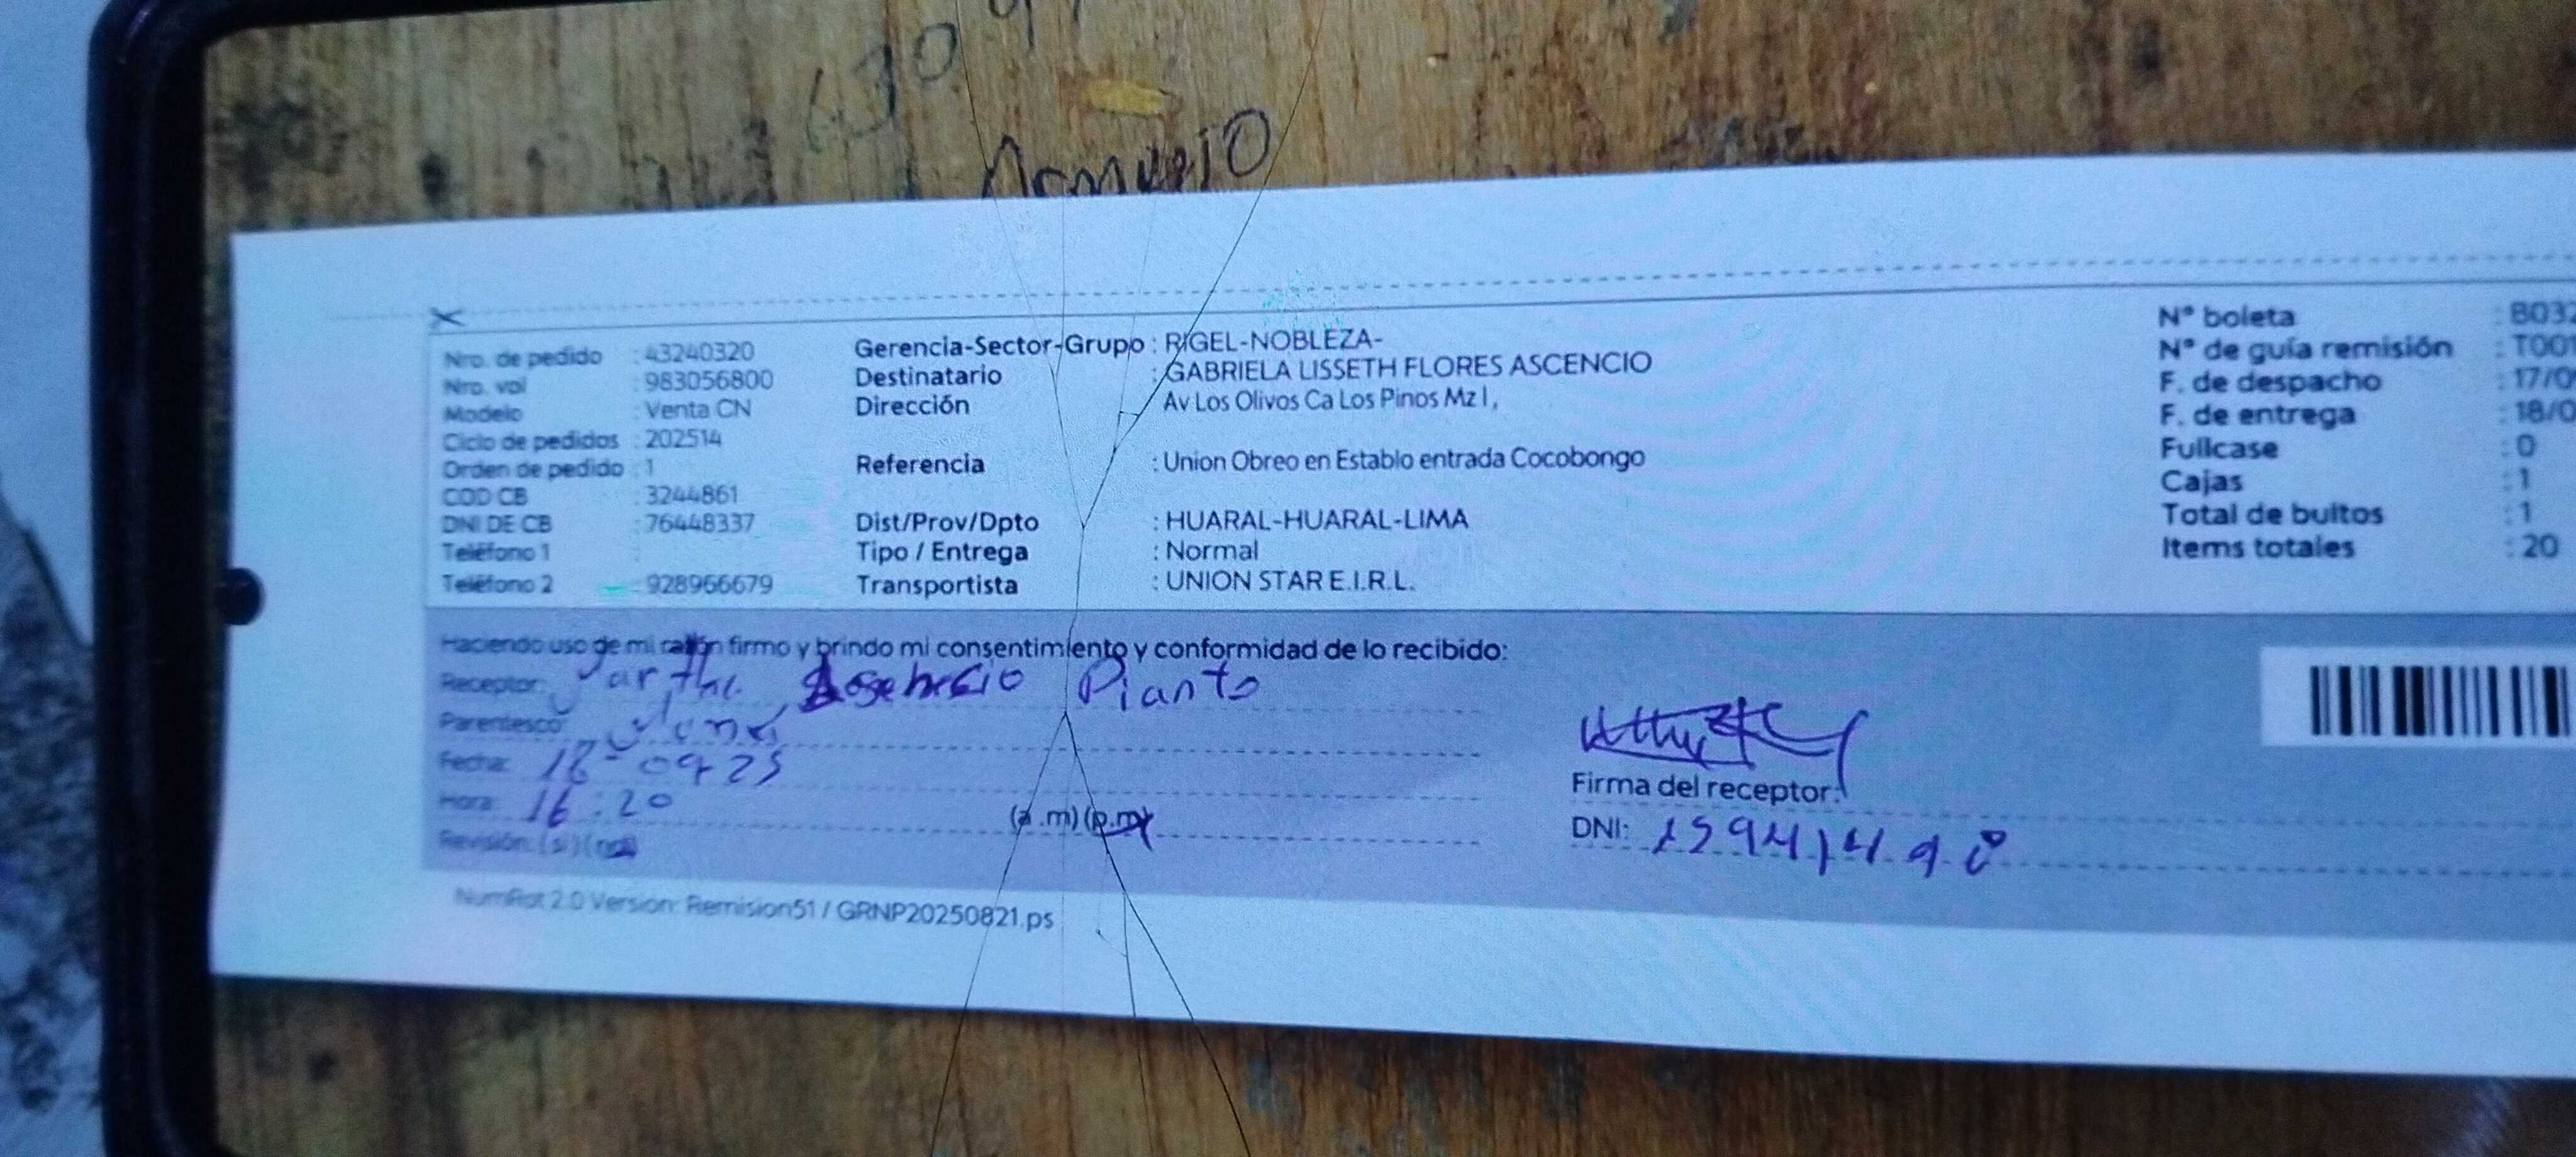 Nro. de pedido : 43240320
Nro. vol : 983056800
Modelo : Venta CN
Ciclo de pedidos : 202514
Orden de pedido : 1
COD CB : 3244861
DNI DE CB : 76448337
Teléfono 1 :
Teléfono 2 : 928966679
Gerencia-Sector-Grupo : RIGEL-NOBLEZA-
Destinatario : GABRIELA LISSETH FLORES ASCENCIO
Dirección Av Los Olivos Ca Los Pinos Mz I ,
Referencia : Union Obreo en Establo entrada Cocobongo
Dist/Prov/Dpto : HUARAL-HUARAL-LIMA
Tipo / Entrega : Normal
Transportista : UNION STAR E.I.R.L.
N° boleta : B032
N° de guía remisión : T001
F. de despacho : 17/0
F. de entrega : 18/0
Fullcase : 0
Cajas : 1
Total de bultos : 1
Items totales : 20
Haciendo uso de mi razón firmo y brindo mi consentimiento y conformidad de lo recibido:
Receptor:
Parentesco:
Fecha: 18-09 25
Hora: 16:20 (a.m) (p.m)
Revisión: (si) (no)
Firma del receptor:
DNI:
NumRot 2.0 Version: Remision51 / GRNP20250821.ps